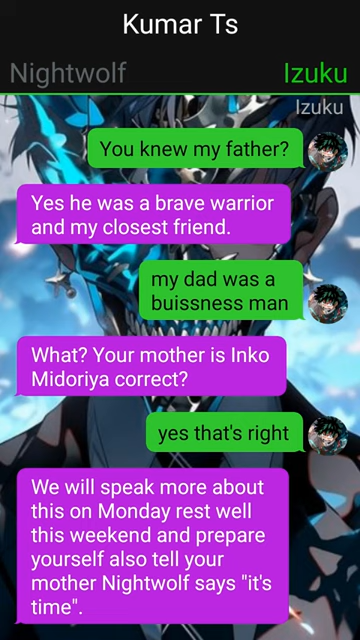 Kumar Ts
Nightwolf Izuku
Izuku
You knew my father?
Yes he was a brave warrior
and my closest friend.
my dad was a
buissness man
What? Your mother is Inko
Midoriya correct?
yes that's right
We will speak more about
this on Monday rest well
this weekend and prepare
yourself also tell your
mother Nightwolf says "it's
time".